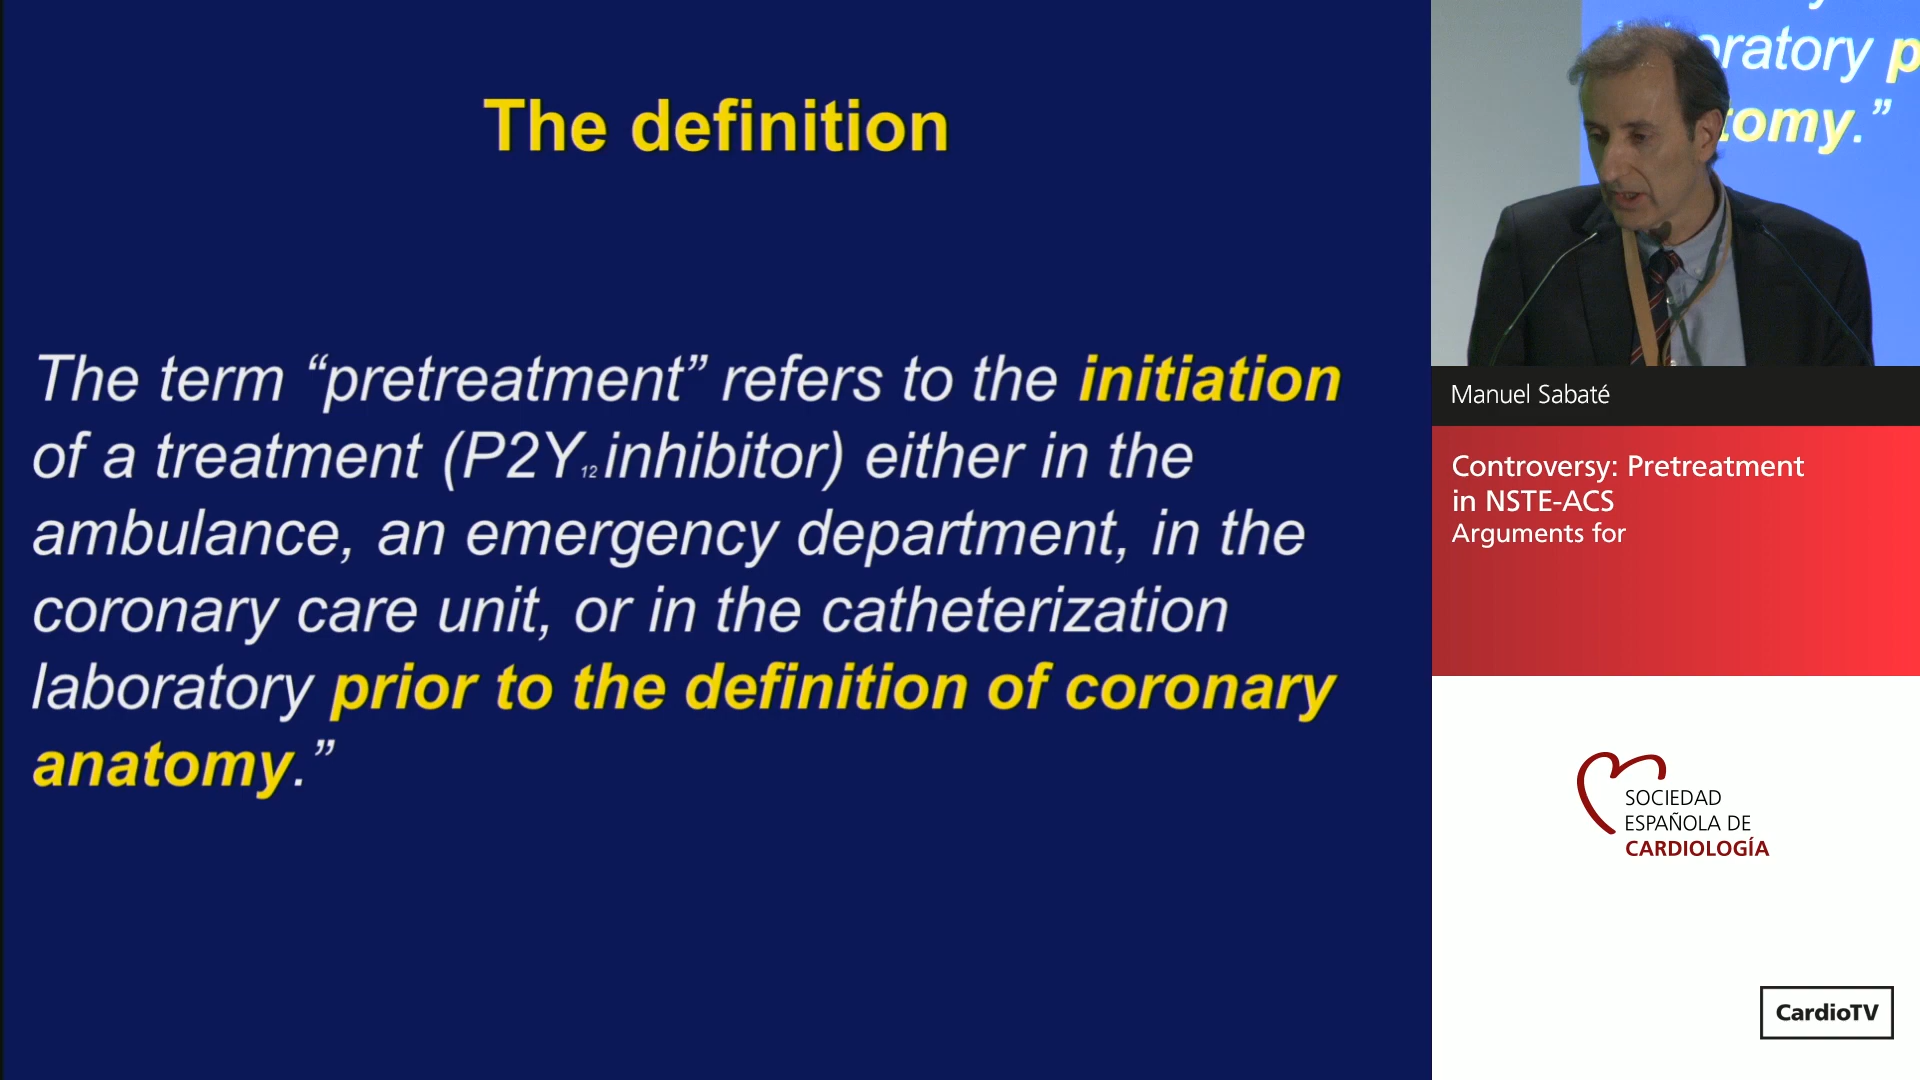 The definition
The term “pretreatment” refers to the initiation
of a treatment (P2Y12 inhibitor) either in the
ambulance, an emergency department, in the
coronary care unit, or in the catheterization
laboratory prior to the definition of coronary
anatomy.”
oratory p
tomy.”
Manuel Sabaté
Controversy: Pretreatment
in NSTE-ACS
Arguments for
SOCIEDAD
ESPAÑOLA DE
CARDIOLOGÍA
CardioTV